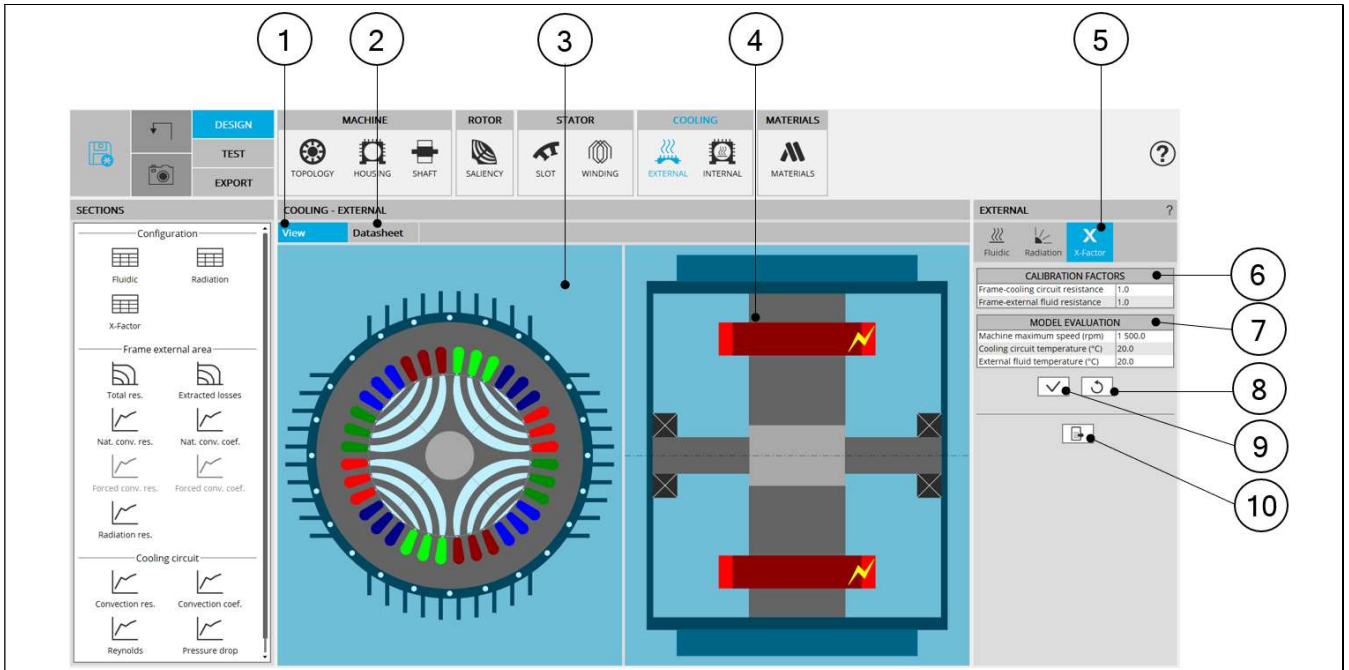 1
2
3
4
5
DESIGN
TEST
EXPORT
MACHINE
TOPOLOGY
HOUSING
SHAFT
ROTOR
SALIENCY
STATOR
SLOT
WINDING
COOLING
EXTERNAL
INTERNAL
MATERIALS
MATERIALS
?
SECTIONS
Configuration
Fluidic
Radiation
X-Factor
Frame external area
Total res.
Extracted losses
Nat. conv. res.
Nat. conv. coef.
Forced conv. res.
Forced conv. coef.
Radiation res.
Cooling circuit
Convection res.
Convection coef.
Reynolds
Pressure drop
COOLING - EXTERNAL
View
Datasheet
EXTERNAL ?
Fluidic
Radiation
X
X-Factor
CALIBRATION FACTORS
Frame-cooling circuit resistance 1.0
Frame-external fluid resistance 1.0
MODEL EVALUATION
Machine maximum speed (rpm) 1 500.0
Cooling circuit temperature (°C) 20.0
External fluid temperature (°C) 20.0
6
7
8
9
10